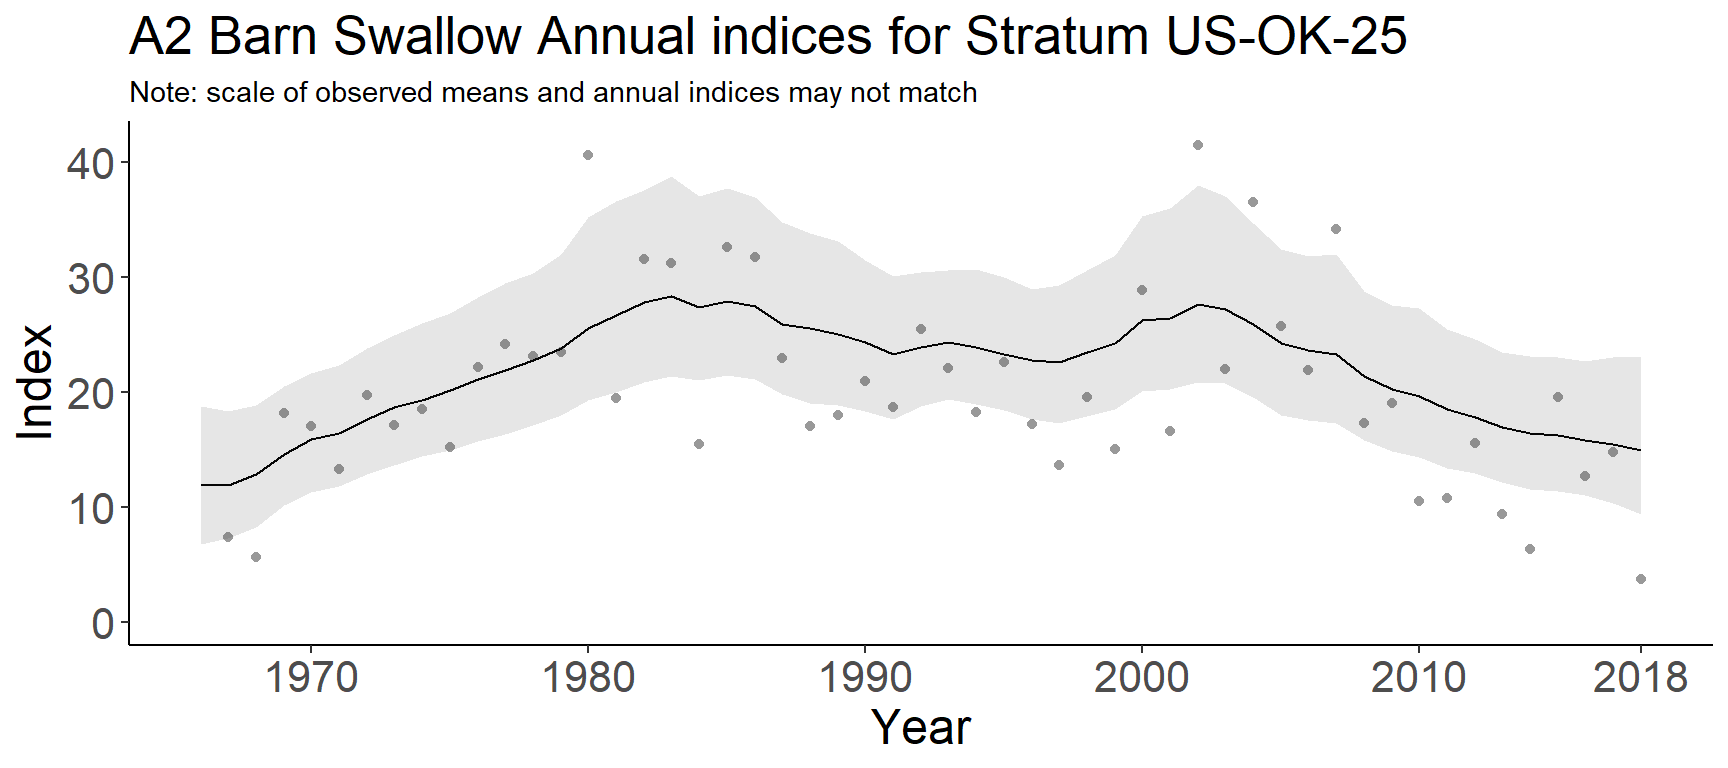 A2 Barn Swallow Annual indices for Stratum US-OK-25
Note: scale of observed means and annual indices may not match
40
30
20
10
0
Index
1970 1980 1990 2000 2010 2018
Year